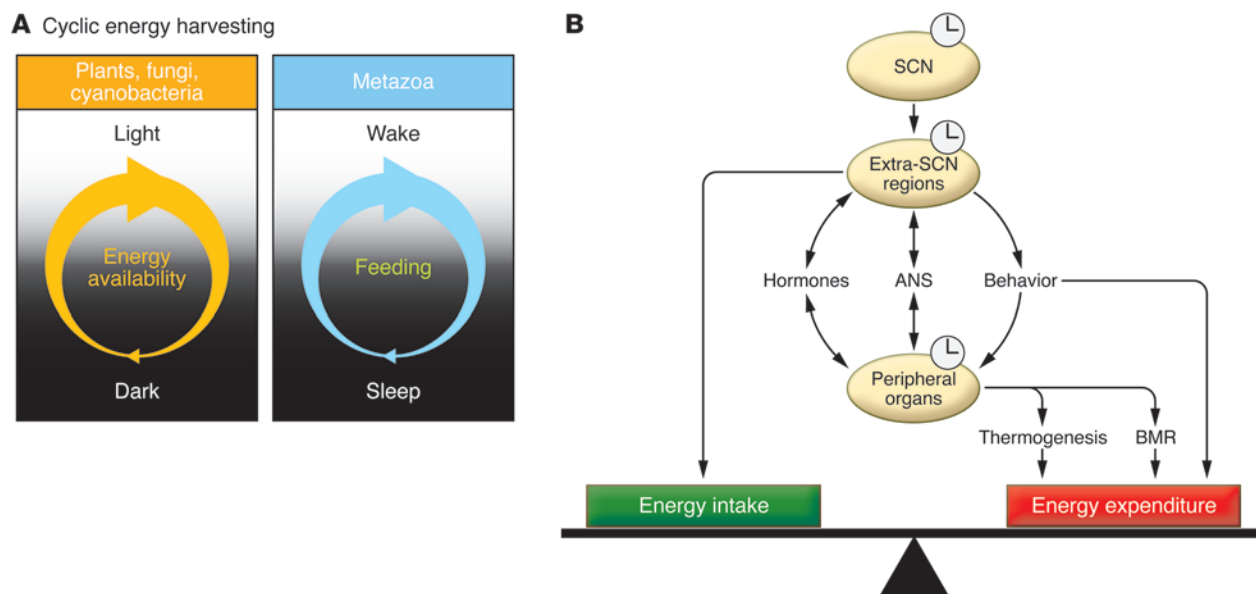 A Cyclic energy harvesting
Plants, fungi,
cyanobacteria
Light
Energy
availability
Dark
Metazoa
Wake
Feeding
Sleep
B
SCN
Extra-SCN
regions
Hormones
ANS
Behavior
Peripheral
organs
Thermogenesis
BMR
Energy intake
Energy expenditure